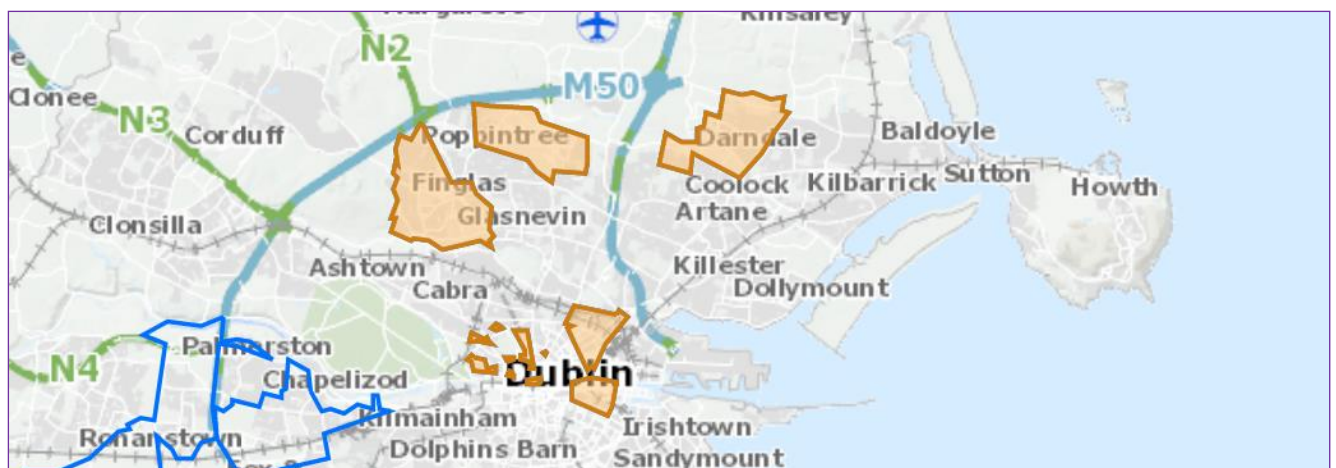 Kinsaley
N2
M50
Clonee
N3
Corduff
Poppintree
Darndale
Baldoyle
Finglas
Coolock
Kilbarrick
Sutton
Howth
Glasnevin
Artane
Clonsilla
Ashtown
Killester
Cabra
Dollymount
Palmerston
N4
Chapelizod
Dublin
Kilmainham
Irishtown
Ronanstown
Dolphins Barn
Sandymount